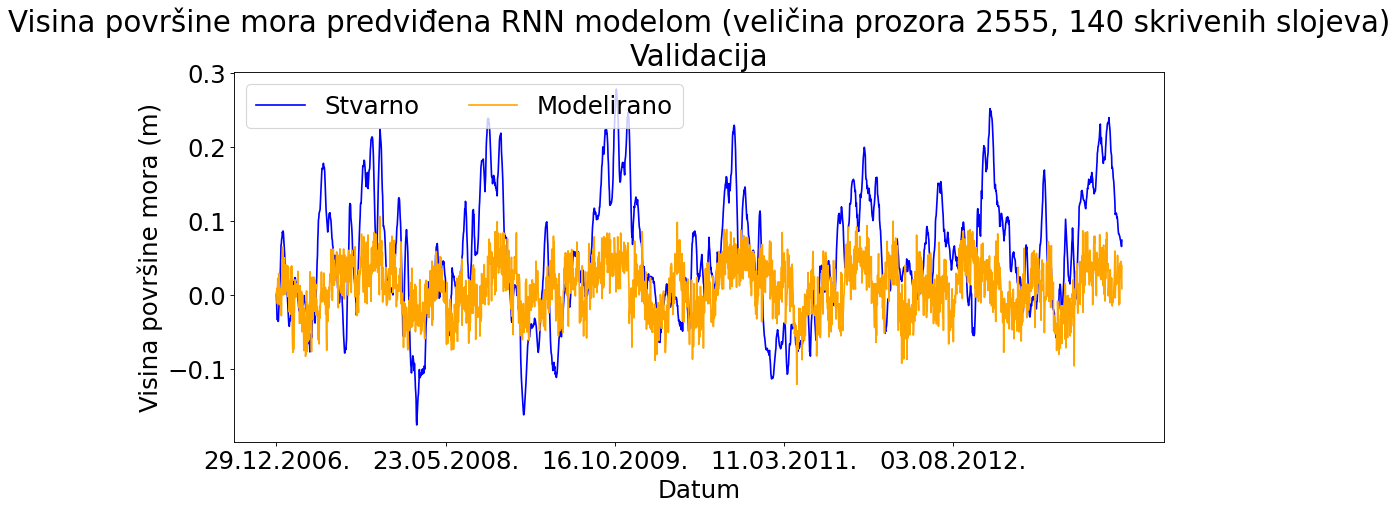 Visina površine mora predviđena RNN modelom (veličina prozora 2555, 140 skrivenih slojeva)
Validacija
Stvarno Modelirano
Visina površine mora (m)
0.3
0.2
0.1
0.0
−0.1
29.12.2006. 23.05.2008. 16.10.2009. 11.03.2011. 03.08.2012.
Datum